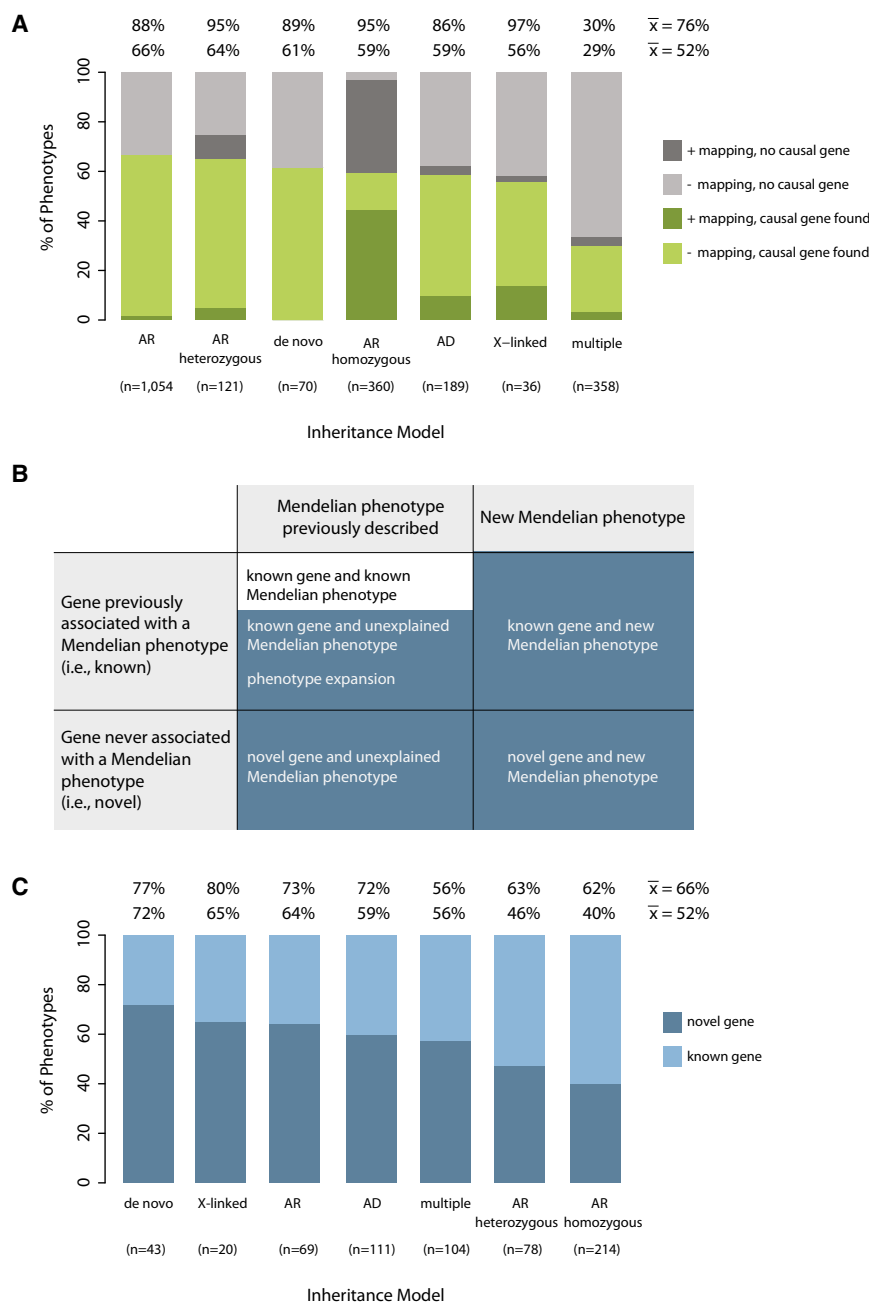 A
88% 95% 89% 95% 86% 97% 30% x̄ = 76%
66% 64% 61% 59% 59% 56% 29% x̄ = 52%
% of Phenotypes
100
80
60
40
20
0
+ mapping, no causal gene
- mapping, no causal gene
+ mapping, causal gene found
- mapping, causal gene found
AR
AR heterozygous
de novo
AR homozygous
AD
X–linked
multiple
(n=1,054 (n=121) (n=70) (n=360) (n=189) (n=36) (n=358)
Inheritance Model
B
Mendelian phenotype
previously described
New Mendelian phenotype
Gene previously
associated with a
Mendelian phenotype
(i.e., known)
known gene and known
Mendelian phenotype
known gene and unexplained
Mendelian phenotype
phenotype expansion
known gene and new
Mendelian phenotype
Gene never associated
with a Mendelian
phenotype
(i.e., novel)
novel gene and unexplained
Mendelian phenotype
novel gene and new
Mendelian phenotype
C
77% 80% 73% 72% 56% 63% 62% x̄ = 66%
72% 65% 64% 59% 56% 46% 40% x̄ = 52%
% of Phenotypes
100
80
60
40
20
0
novel gene
known gene
de novo
X-linked
AR
AD
multiple
AR heterozygous
AR homozygous
(n=43) (n=20) (n=69) (n=111) (n=104) (n=78) (n=214)
Inheritance Model